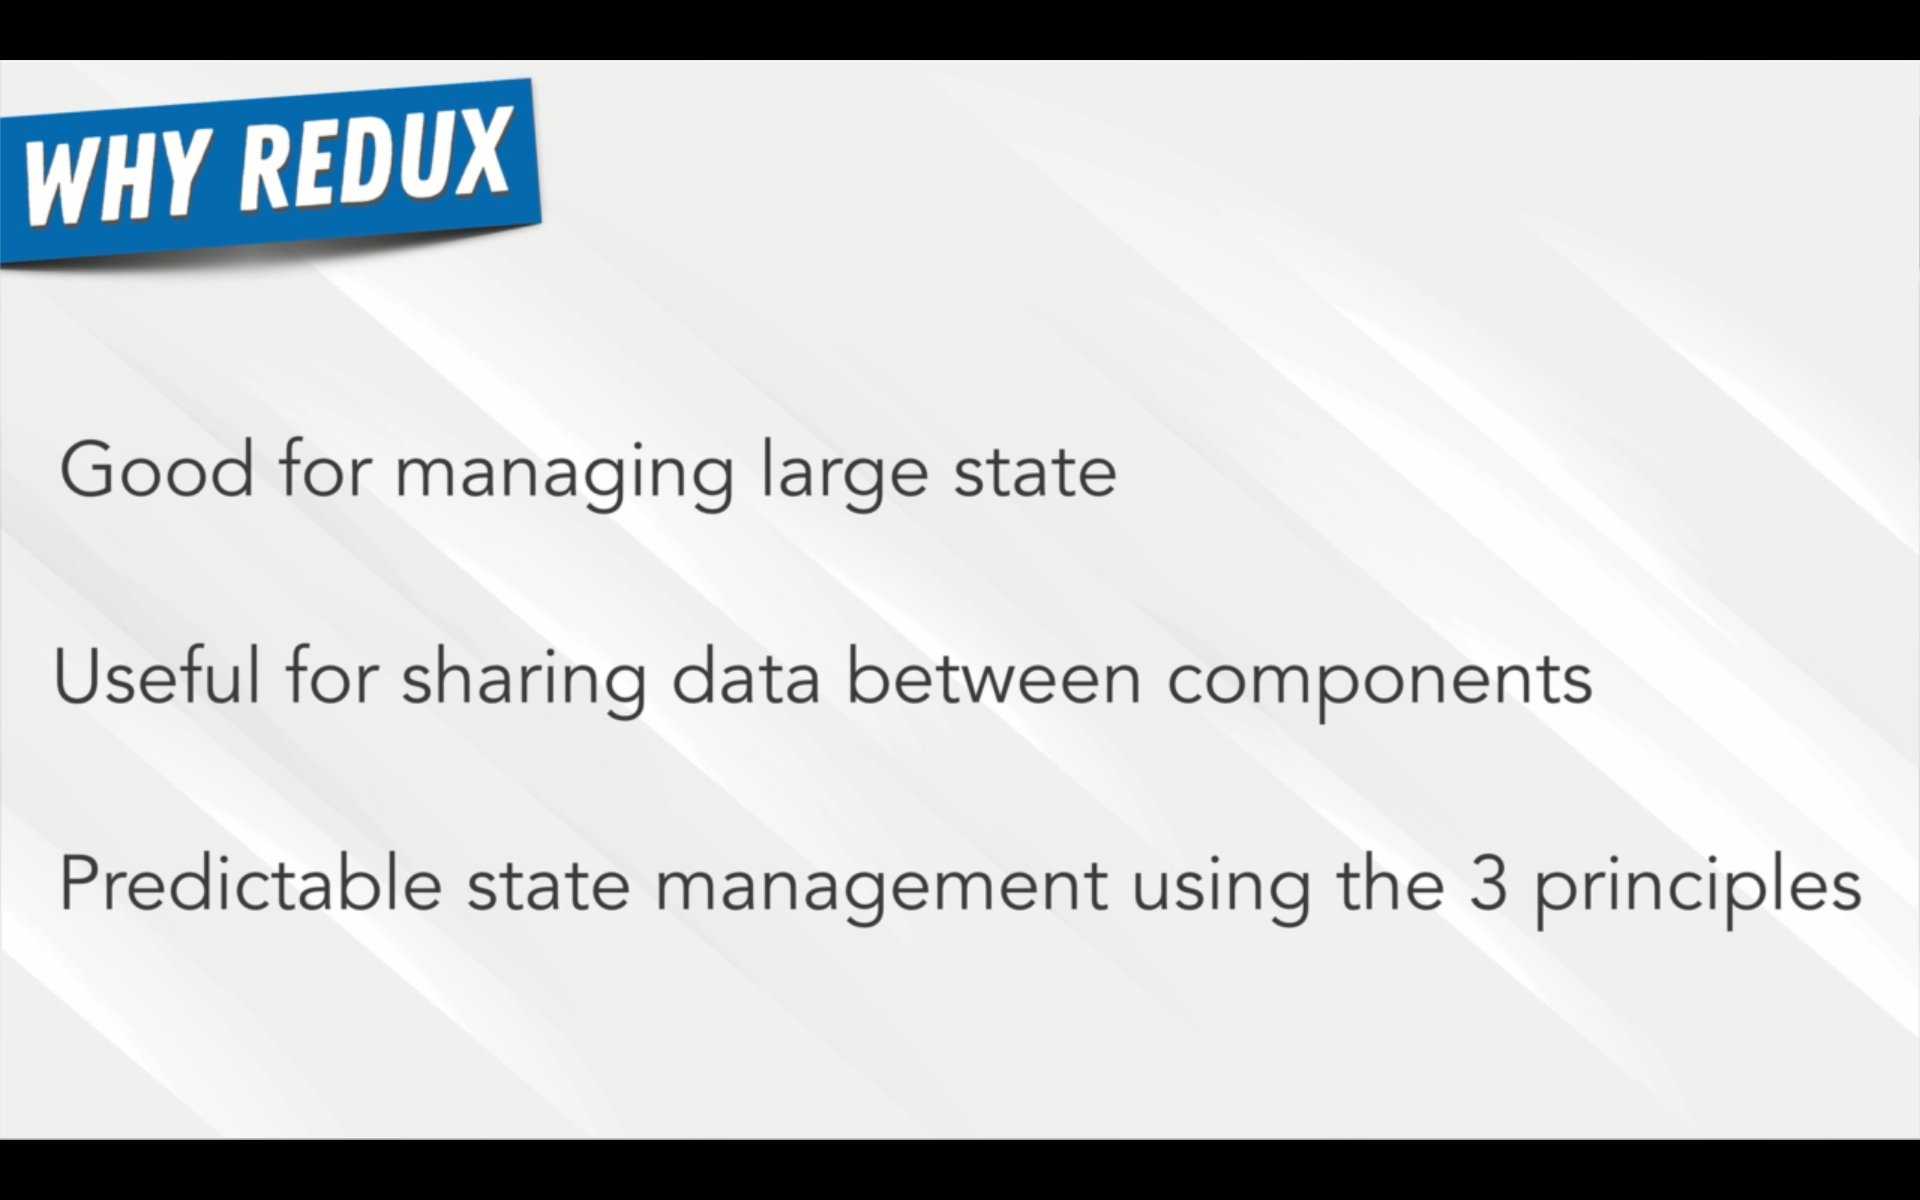 WHY REDUX
Good for managing large state
Useful for sharing data between components
Predictable state management using the 3 principles